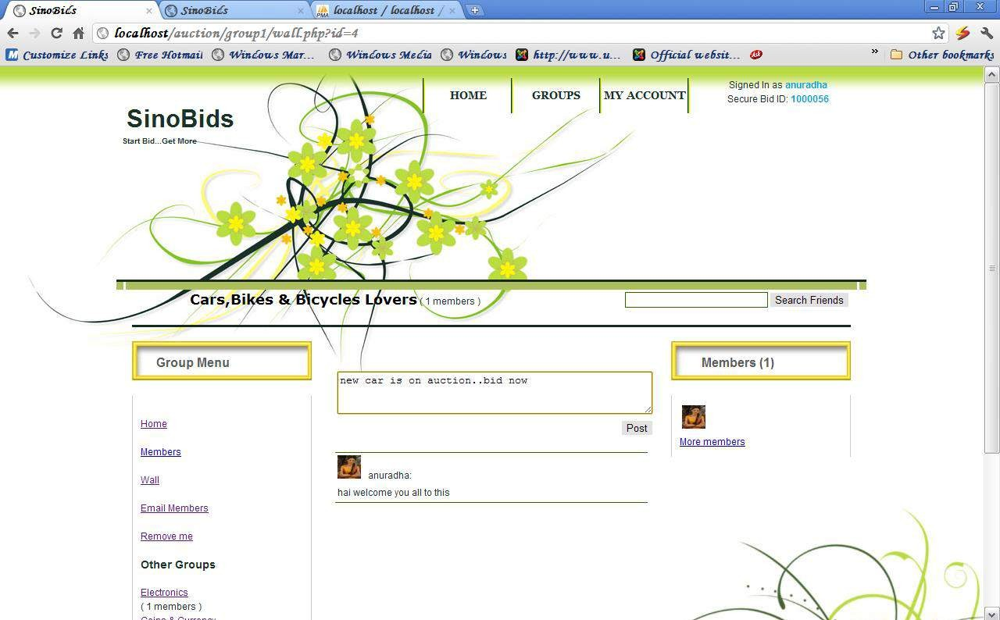 SinoBids
SinoBids
localhost / localhost /
localhost/auction/group1/wall.php?id=4
Customize Links
Free Hotmail
Windows Mar...
Windows Media
Windows
http://www.u...
Official websit...
Ask
»
Other bookmarks
HOME
GROUPS
MY ACCOUNT
Signed In as anuradha
Secure Bid ID: 1000056
SinoBids
Start Bid...Get More
Cars,Bikes & Bicycles Lovers ( 1 members )
Search Friends
Group Menu
Members (1)
new car is on auction..bid now
Post
Home
Members
Wall
Email Members
Remove me
Other Groups
Electronics
( 1 members )
Coins & Currency
More members
anuradha:
hai welcome you all to this